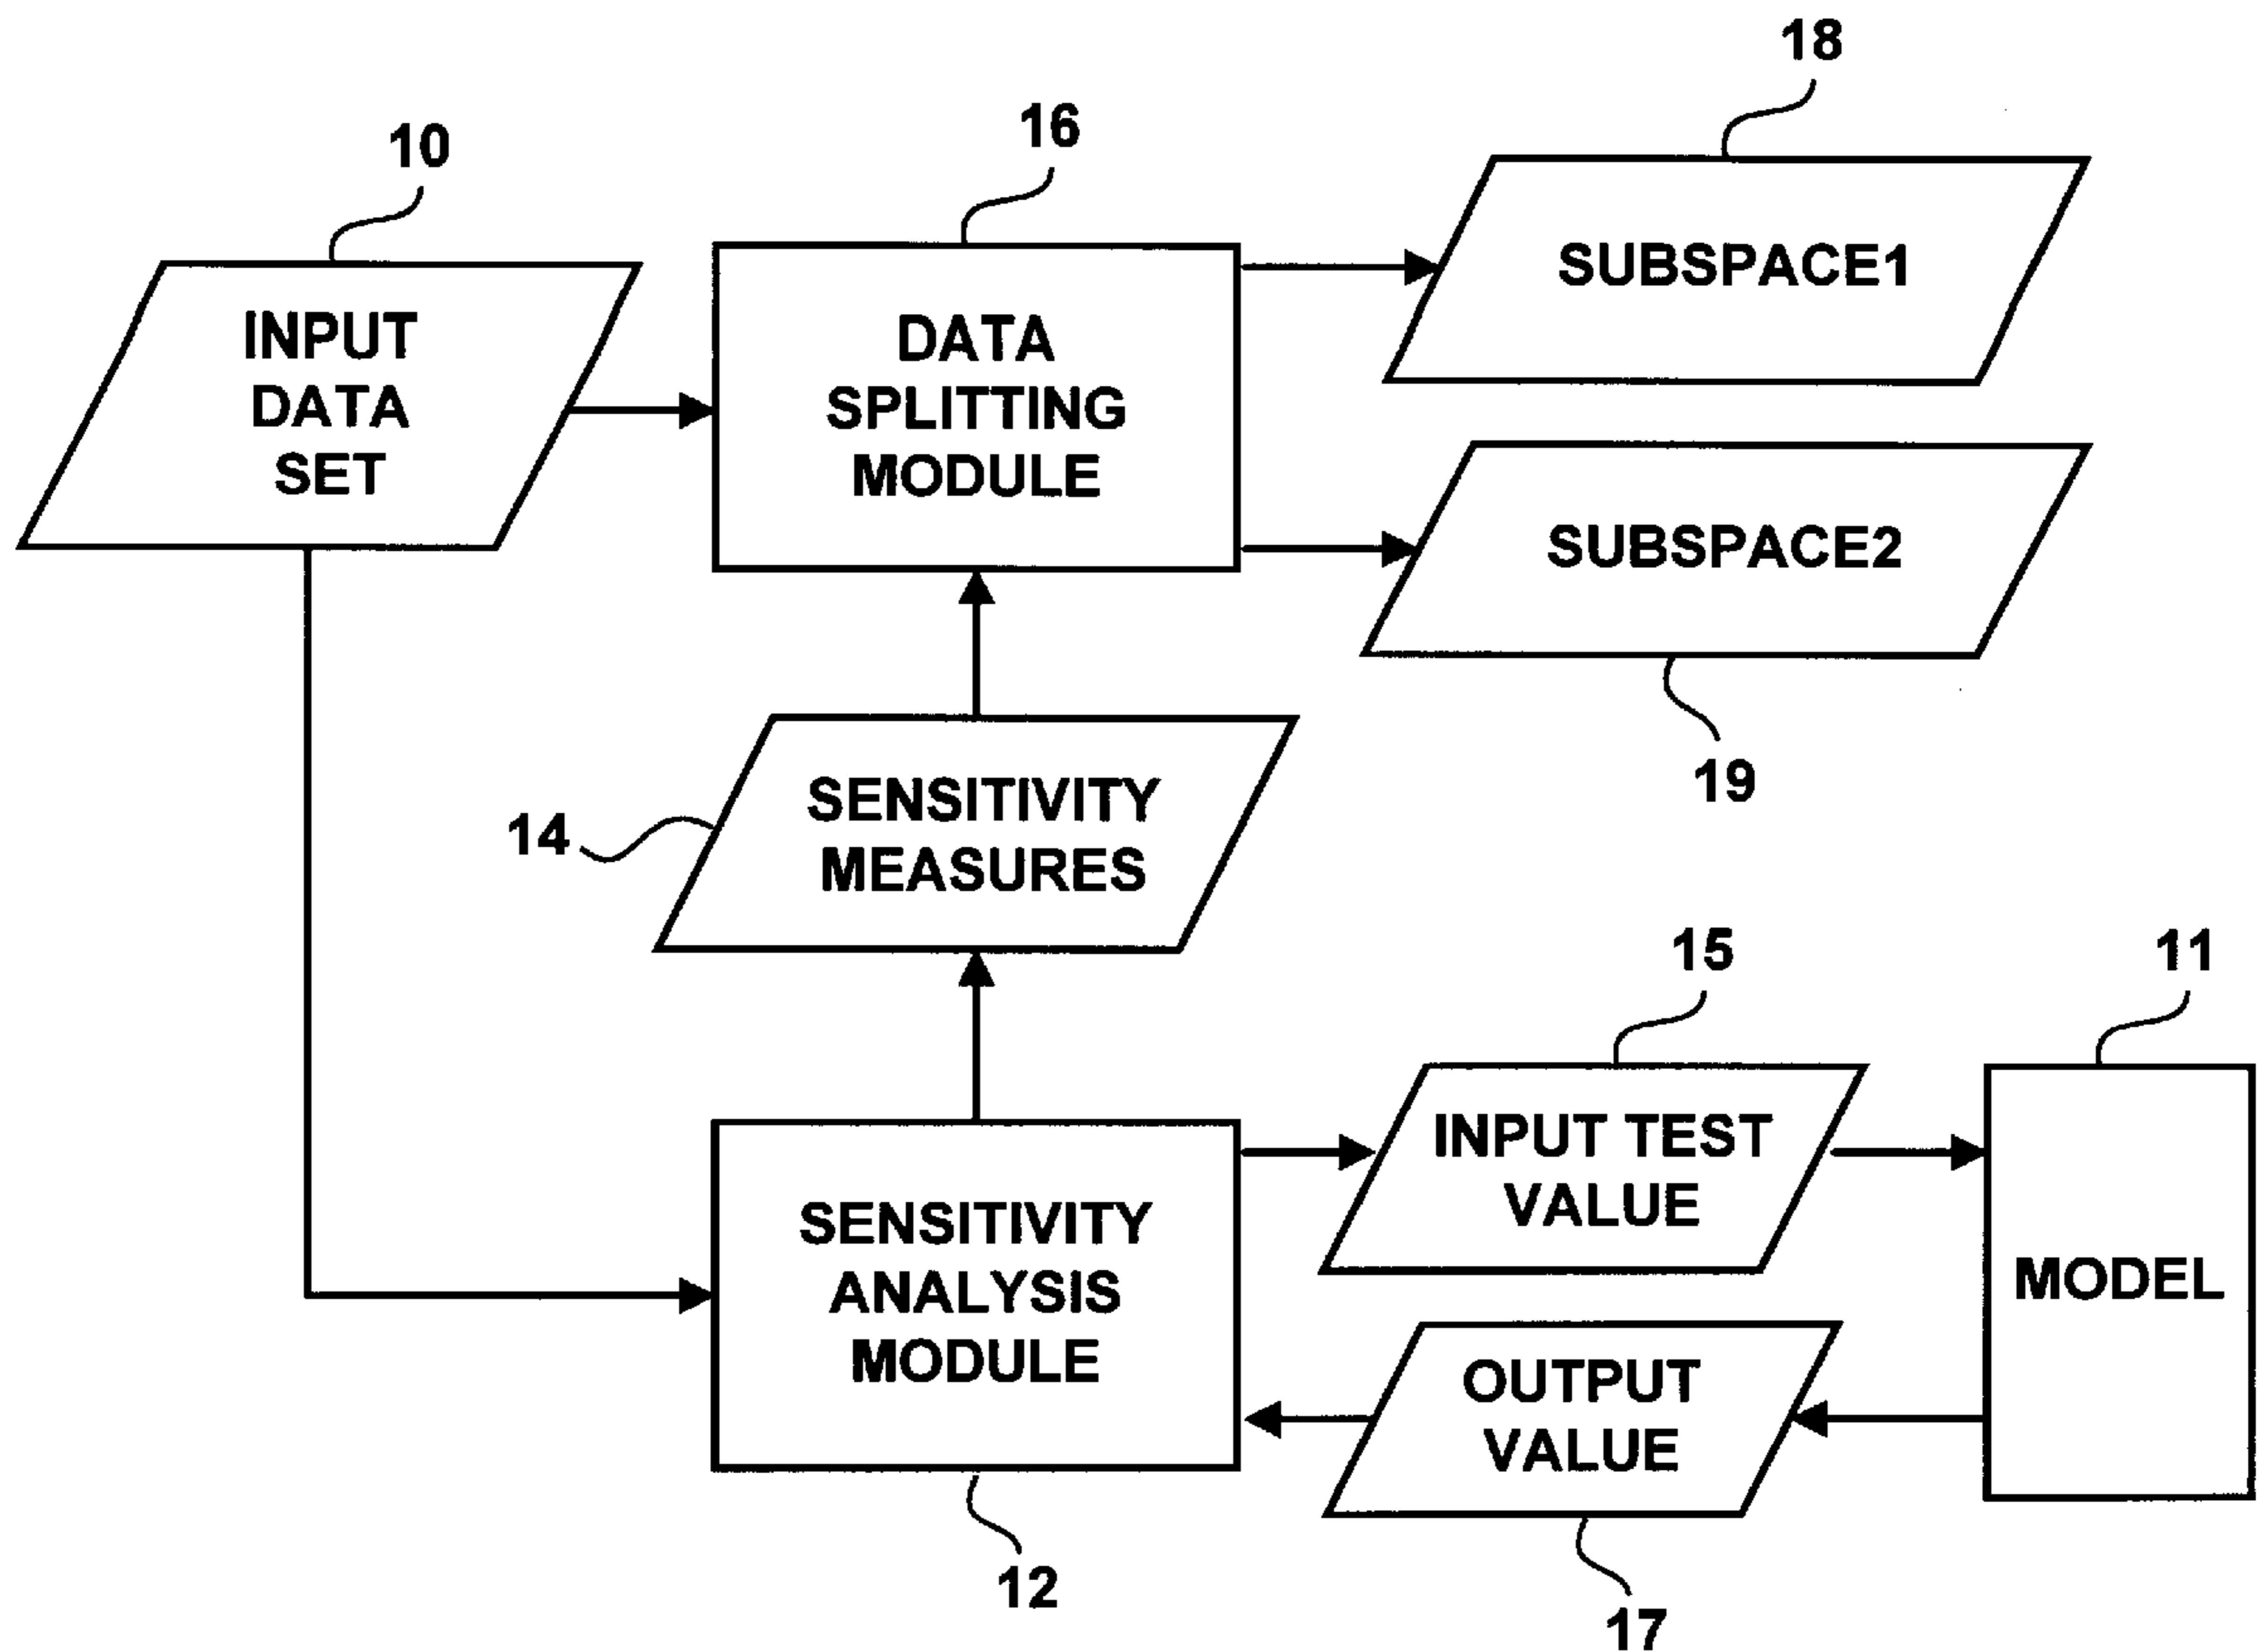 18
16
10
SUBSPACE1
INPUT
DATA
SET
DATA
SPLITTING
MODULE
SUBSPACE2
19
14
SENSITIVITY
MEASURES
15
11
INPUT TEST
VALUE
SENSITIVITY
ANALYSIS
MODULE
MODEL
OUTPUT
VALUE
12
17